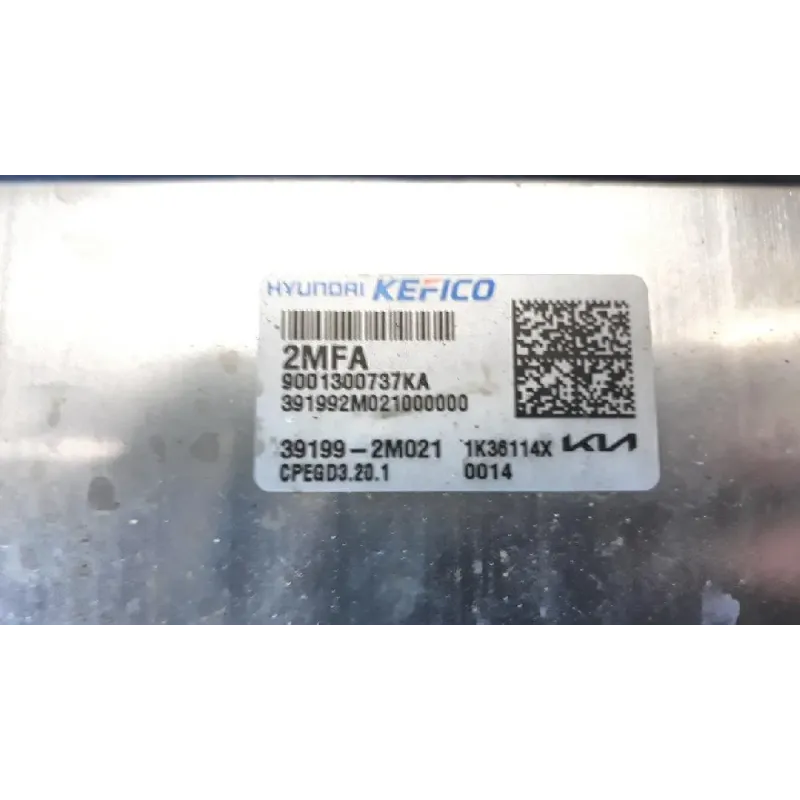 HYUNDAI KEFICO
2MFA
9001300737KA
391992M021000000
39199-2M021 1K36114X KIA
CPEGD3.20.1 0014